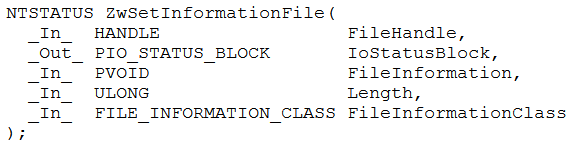 NTSTATUS ZwSetInformationFile(
  _In_  HANDLE                 FileHandle,
  _Out_ PIO_STATUS_BLOCK       IoStatusBlock,
  _In_  PVOID                  FileInformation,
  _In_  ULONG                  Length,
  _In_  FILE_INFORMATION_CLASS FileInformationClass
);